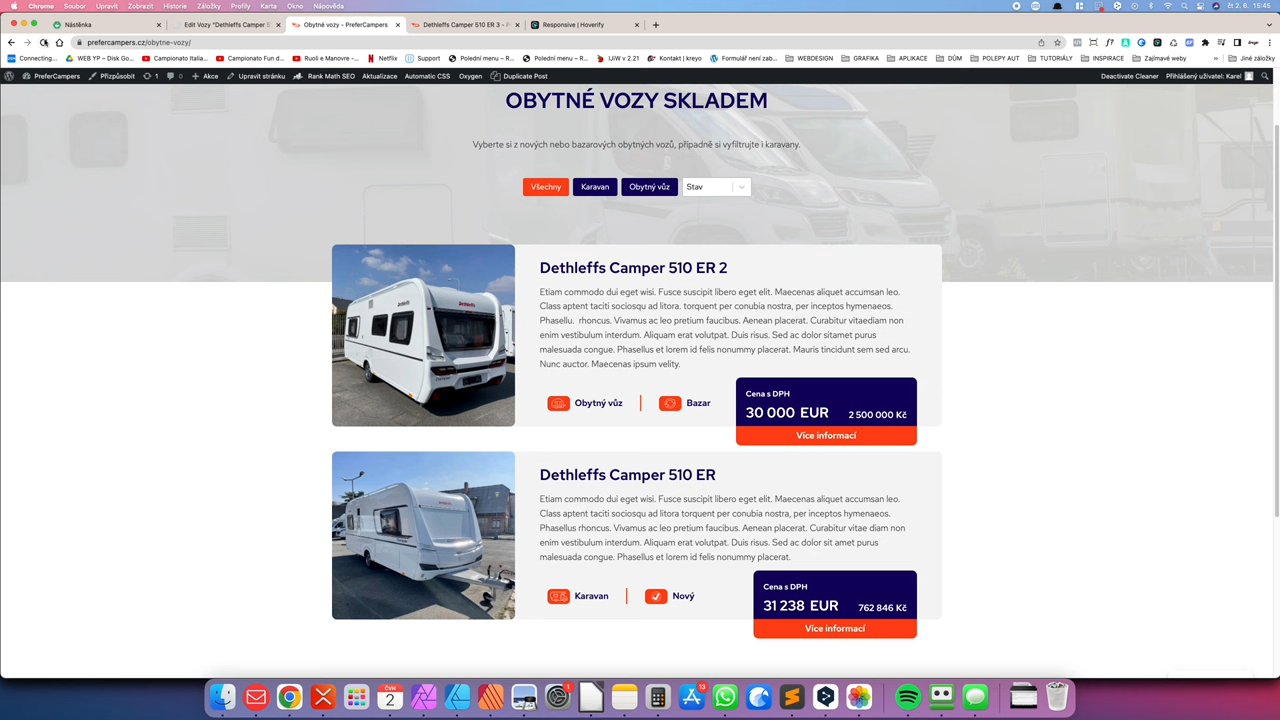 Chrome Soubor Upravit Zobrazit Historie Záložky Profily Karta Okno Nápověda
čt 2. 6. 15:45
Nástěnka
Edit Vozy "Dethleffs Camper 5
Obytné vozy - PreferCampers
Dethleffs Camper 510 ER 3 - P
Responsive | Hoverify
prefercampers.cz/obytne-vozy/
Connecting...
WEB YP – Disk Go...
Campionato Italia/...
Campionato Fun d...
Ruoli e Manovre -...
Netflix
Support
Polední menu – Re...
Polední menu – Re...
IJiW v 2.21
Kontakt | kreyo
Formulář není zab...
WEBDESIGN
GRAFIKA
APLIKACE
DŮM
POLEPY AUT
TUTORIÁLY
INSPIRACE
Zajímavé weby
»
Jiné záložky
PreferCampers
Přizpůsobit
1
0
+ Akce
Upravit stránku
Rank Math SEO
Aktualizace
Automatic CSS
Oxygen
Duplicate Post
Deactivate Cleaner
Přihlášený uživatel: Karel
OBYTNÉ VOZY SKLADEM
Vyberte si z nových nebo bazarových obytných vozů, případně si vyfiltrujte i karavany.
Všechny
Karavan
Obytný vůz
Stav
Dethleffs Camper 510 ER 2
Etiam commodo dui eget wisi. Fusce suscipit libero eget elit. Maecenas aliquet accumsan leo.
Class aptent taciti sociosqu ad litora. torquent per conubia nostra, per inceptos hymenaeos.
Phasellu. rhoncus. Vivamus ac leo pretium faucibus. Aenean placerat. Curabitur vitaediam non
enim vestibulum interdum. Aliquam erat volutpat. Duis risus. Sed ac dolor sitamet purus
malesuada congue. Phasellus et lorem id felis nonummy placerat. Mauris tincidunt sem sed arcu.
Nunc auctor. Maecenas ipsum velity.
Obytný vůz
Bazar
Cena s DPH
30 000 EUR
2 500 000 Kč
Více informací
Dethleffs Camper 510 ER
Etiam commodo dui eget wisi. Fusce suscipit libero eget elit. Maecenas aliquet accumsan leo.
Class aptent taciti sociosqu ad litora torquent per conubia nostra, per inceptos hymenaeos.
Phasellus rhoncus. Vivamus ac leo pretium faucibus. Aenean placerat. Curabitur vitae diam non
enim vestibulum interdum. Aliquam erat volutpat. Duis risus. Sed ac dolor sit amet purus
malesuada congue. Phasellus et lorem id felis nonummy placerat.
Karavan
Nový
Cena s DPH
31 238 EUR
762 846 Kč
Více informací
ČVN
2
1
13